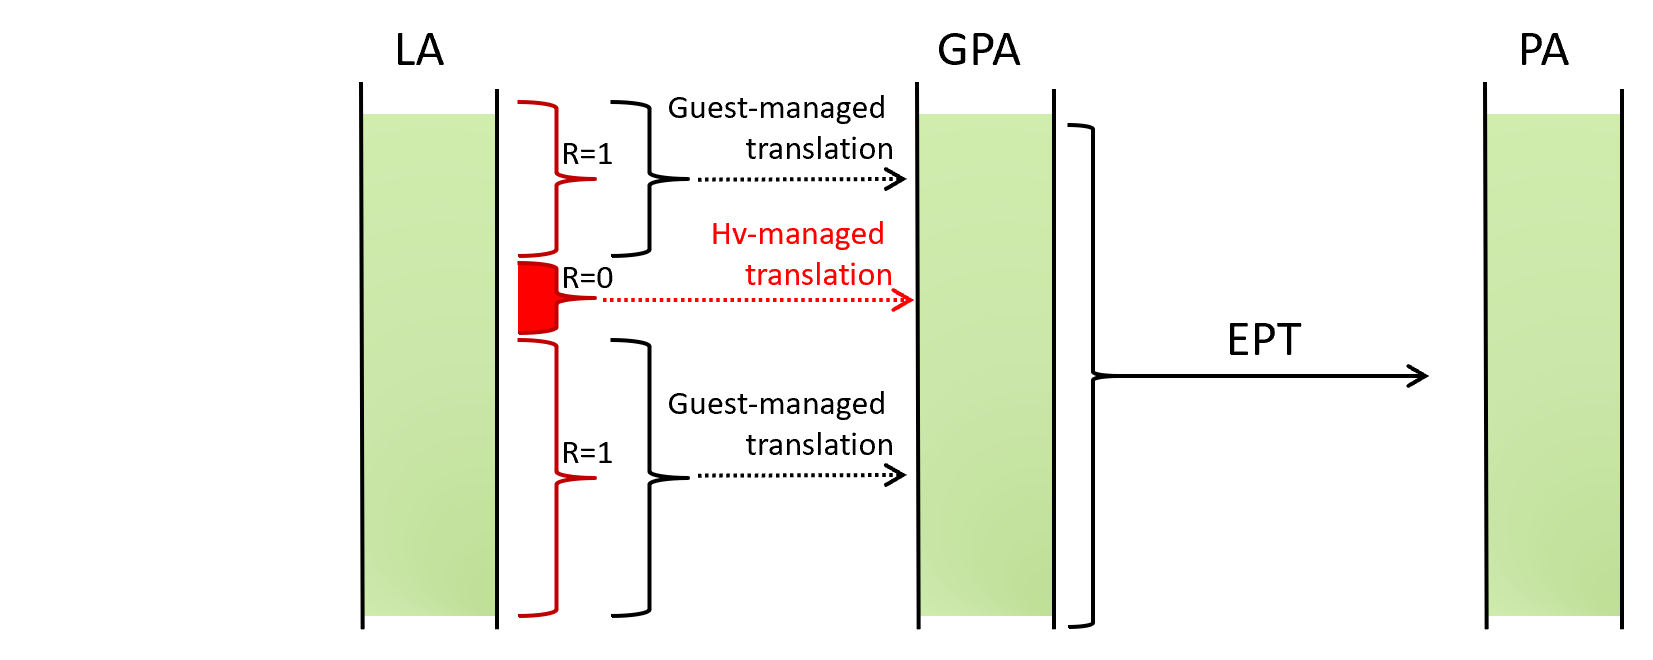 LA
GPA
PA
Guest-managed
translation
R=1
Hv-managed
translation
R=0
EPT
Guest-managed
translation
R=1